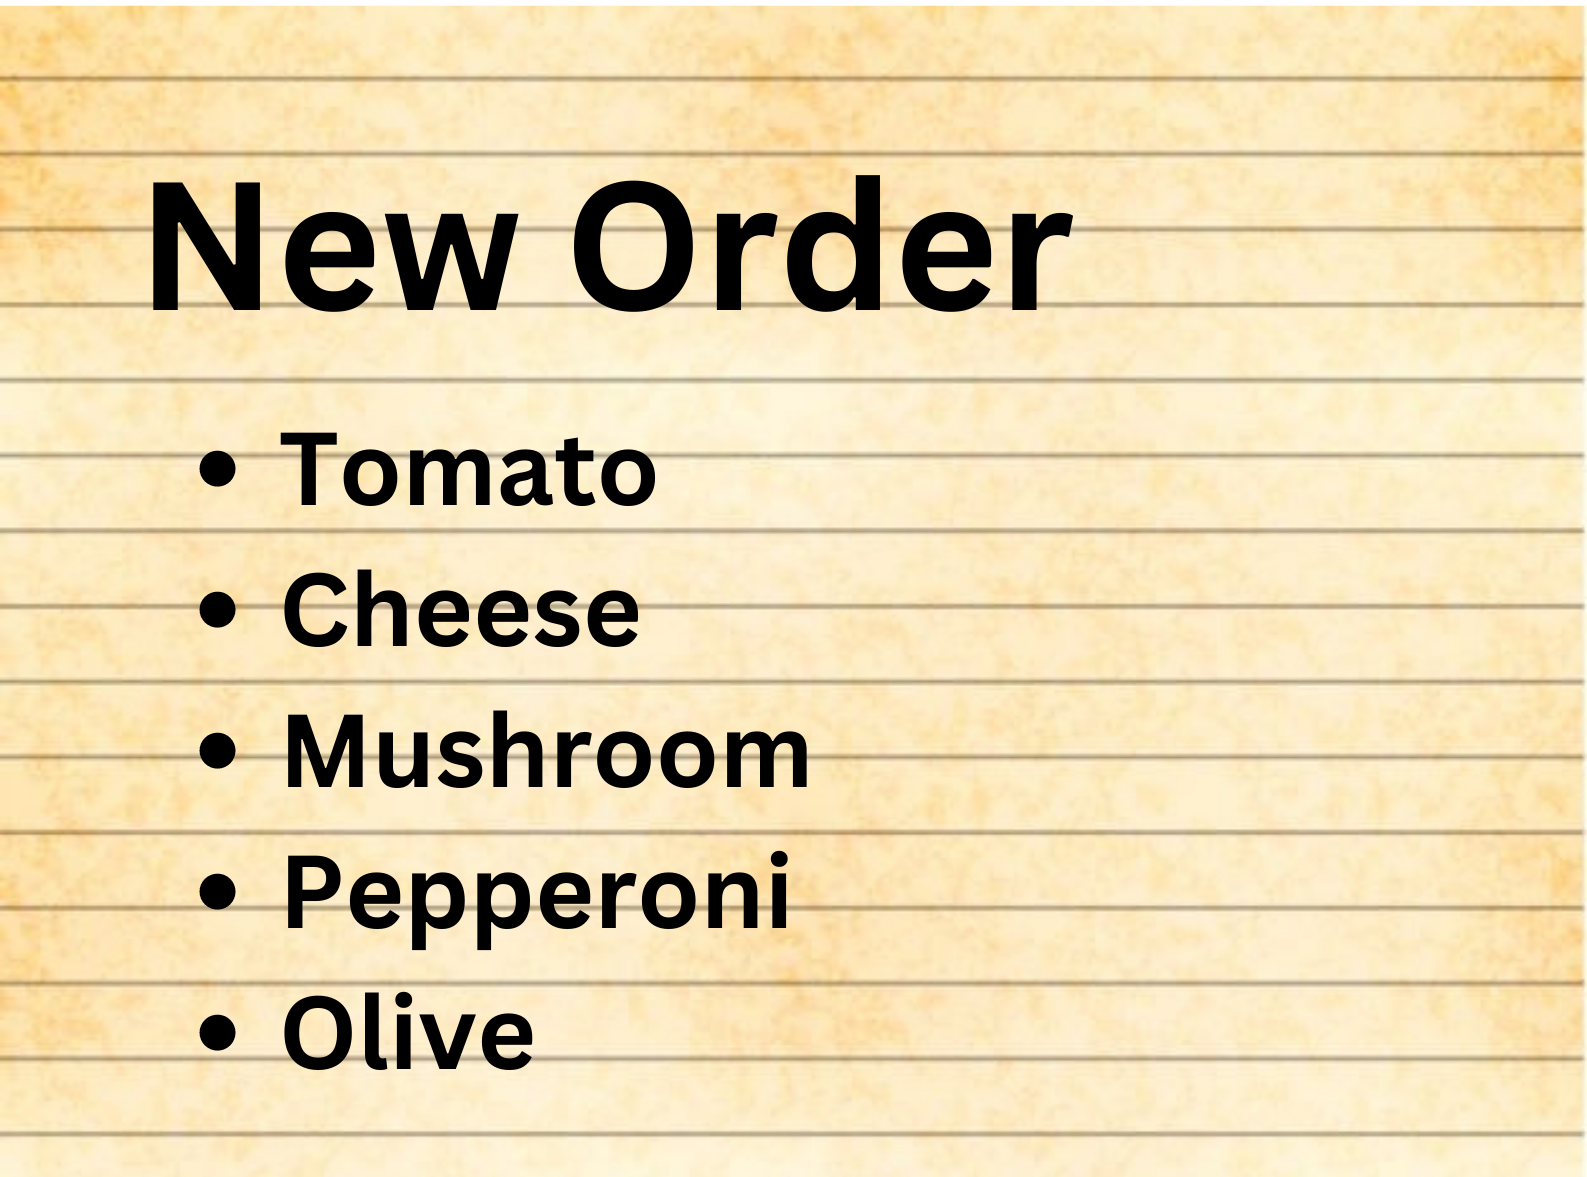 New Order
• Tomato
• Cheese
• Mushroom
• Pepperoni
• Olive